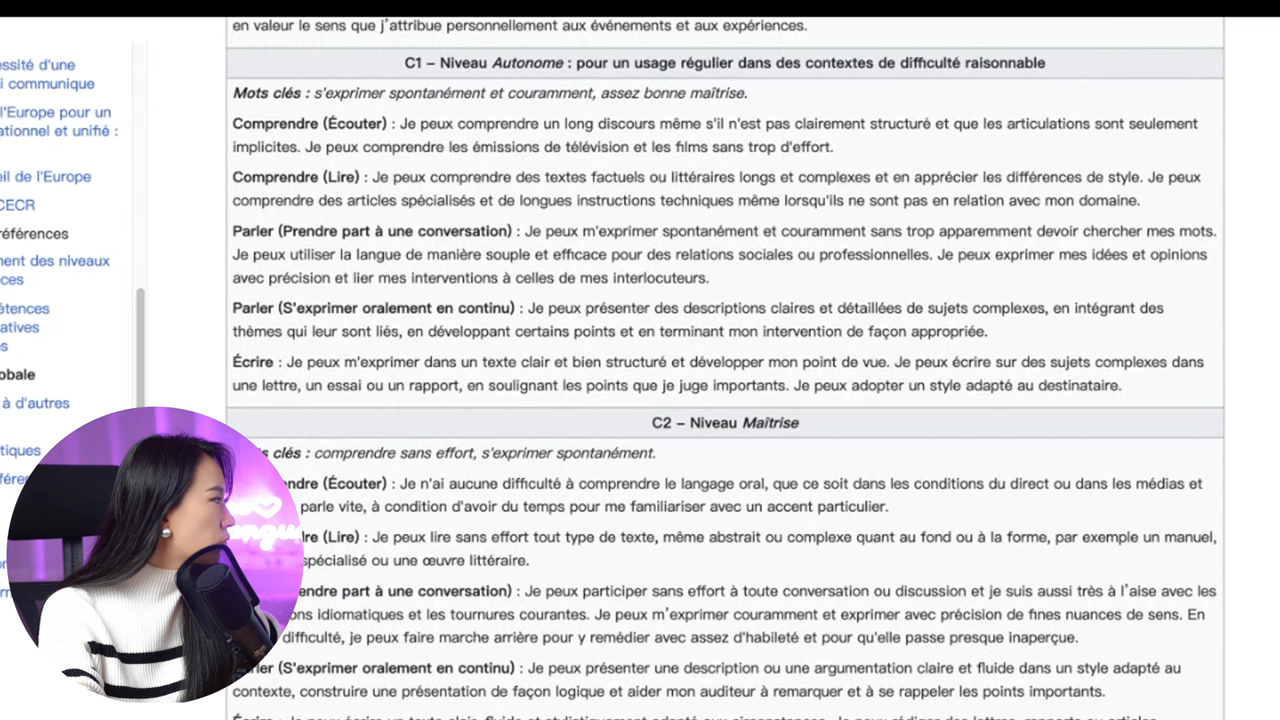 en valeur le sens que j'attribue personnellement aux événements et aux expériences.
C1 – Niveau Autonome : pour un usage régulier dans des contextes de difficulté raisonnable
Mots clés : s'exprimer spontanément et couramment, assez bonne maîtrise.
Comprendre (Écouter) : Je peux comprendre un long discours même s'il n'est pas clairement structuré et que les articulations sont seulement
implicites. Je peux comprendre les émissions de télévision et les films sans trop d'effort.
Comprendre (Lire) : Je peux comprendre des textes factuels ou littéraires longs et complexes et en apprécier les différences de style. Je peux
comprendre des articles spécialisés et de longues instructions techniques même lorsqu'ils ne sont pas en relation avec mon domaine.
Parler (Prendre part à une conversation) : Je peux m'exprimer spontanément et couramment sans trop apparemment devoir chercher mes mots.
Je peux utiliser la langue de manière souple et efficace pour des relations sociales ou professionnelles. Je peux exprimer mes idées et opinions
avec précision et lier mes interventions à celles de mes interlocuteurs.
Parler (S'exprimer oralement en continu) : Je peux présenter des descriptions claires et détaillées de sujets complexes, en intégrant des
thèmes qui leur sont liés, en développant certains points et en terminant mon intervention de façon appropriée.
Écrire : Je peux m'exprimer dans un texte clair et bien structuré et développer mon point de vue. Je peux écrire sur des sujets complexes dans
une lettre, un essai ou un rapport, en soulignant les points que je juge importants. Je peux adopter un style adapté au destinataire.
C2 – Niveau Maîtrise
clés : comprendre sans effort, s'exprimer spontanément.
ndre (Écouter) : Je n'ai aucune difficulté à comprendre le langage oral, que ce soit dans les conditions du direct ou dans les médias et
parle vite, à condition d'avoir du temps pour me familiariser avec un accent particulier.
re (Lire) : Je peux lire sans effort tout type de texte, même abstrait ou complexe quant au fond ou à la forme, par exemple un manuel,
spécialisé ou une œuvre littéraire.
endre part à une conversation) : Je peux participer sans effort à toute conversation ou discussion et je suis aussi très à l'aise avec les
ons idiomatiques et les tournures courantes. Je peux m'exprimer couramment et exprimer avec précision de fines nuances de sens. En
difficulté, je peux faire marche arrière pour y remédier avec assez d'habileté et pour qu'elle passe presque inaperçue.
rler (S'exprimer oralement en continu) : Je peux présenter une description ou une argumentation claire et fluide dans un style adapté au
contexte, construire une présentation de façon logique et aider mon auditeur à remarquer et à se rappeler les points importants.
essité d'une
i communique
l'Europe pour un
ationnel et unifié :
eil de l'Europe
CECR
références
ment des niveaux
ces
étences
atives
s
obale
à d'autres
tiques